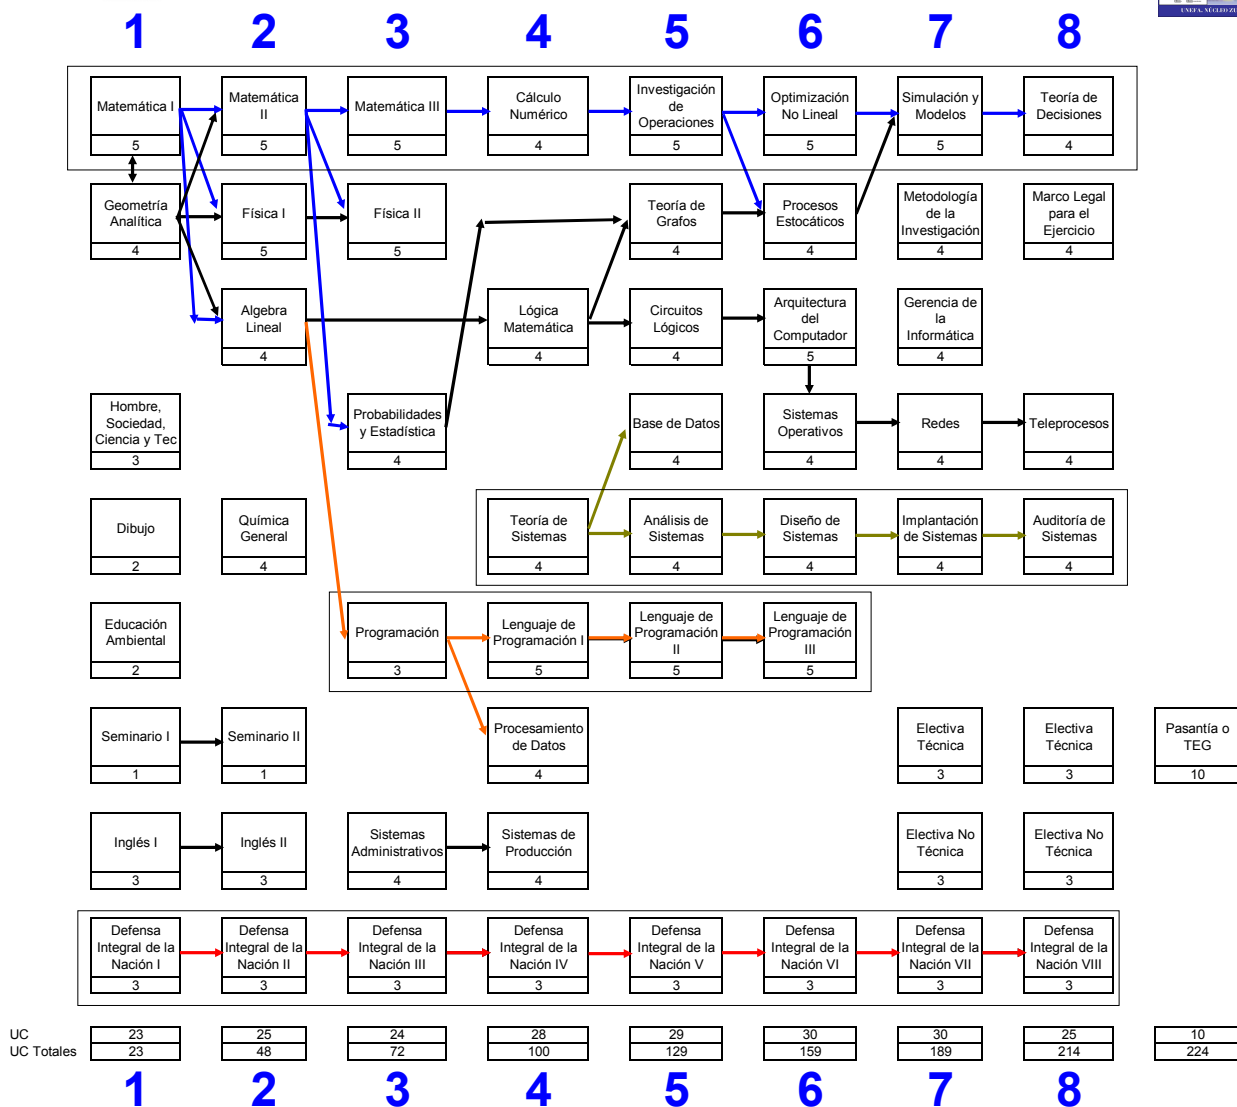 1 2 3 4 5 6 7 8
UNEFA. NÚCLEO
Matemática I
5
Matemática
II
5
Matemática III
5
Cálculo
Numérico
4
Investigación
de
Operaciones
5
Optimización
No Lineal
5
Simulación y
Modelos
5
Teoría de
Decisiones
4
Geometría
Analítica
4
Física I
5
Física II
5
Teoría de
Grafos
4
Procesos
Estocáticos
4
Metodología
de la
Investigación
4
Marco Legal
para el
Ejercicio
4
Algebra
Lineal
4
Lógica
Matemática
4
Circuitos
Lógicos
4
Arquitectura
del
Computador
5
Gerencia de
la
Informática
4
Hombre,
Sociedad,
Ciencia y Tec
3
Probabilidades
y Estadística
4
Base de Datos
4
Sistemas
Operativos
4
Redes
4
Teleprocesos
4
Dibujo
2
Química
General
4
Teoría de
Sistemas
4
Análisis de
Sistemas
4
Diseño de
Sistemas
4
Implantación
de Sistemas
4
Auditoría de
Sistemas
4
Educación
Ambiental
2
Programación
3
Lenguaje de
Programación I
5
Lenguaje de
Programación
II
5
Lenguaje de
Programación
III
5
Seminario I
1
Seminario II
1
Procesamiento
de Datos
4
Electiva
Técnica
3
Electiva
Técnica
3
Pasantía o
TEG
10
Inglés I
3
Inglés II
3
Sistemas
Administrativos
4
Sistemas de
Producción
4
Electiva No
Técnica
3
Electiva No
Técnica
3
Defensa
Integral de la
Nación I
3
Defensa
Integral de la
Nación II
3
Defensa
Integral de la
Nación III
3
Defensa
Integral de la
Nación IV
3
Defensa
Integral de la
Nación V
3
Defensa
Integral de la
Nación VI
3
Defensa
Integral de la
Nación VII
3
Defensa
Integral de la
Nación VIII
3
UC 23 25 24 28 29 30 30 25 10
UC Totales 23 48 72 100 129 159 189 214 224
1 2 3 4 5 6 7 8